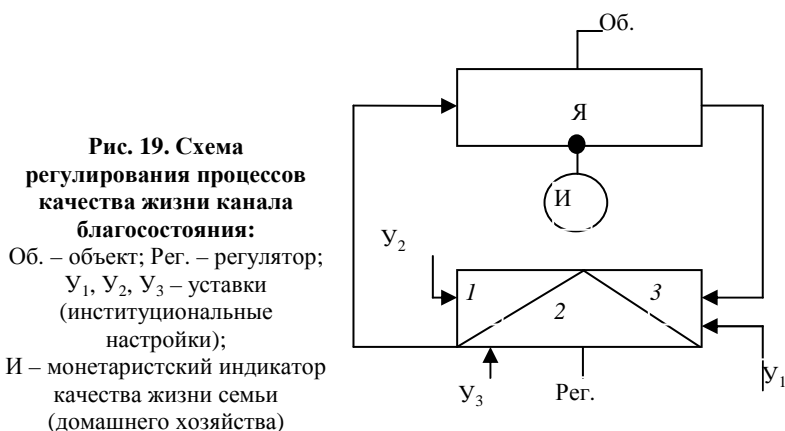 Рис. 19. Схема
регулирования процессов
качества жизни канала
благосостояния:
Об. – объект; Рег. – регулятор;
У₁, У₂, У₃ – уставки
(институциональные
настройки);
И – монетаристский индикатор
качества жизни семьи
(домашнего хозяйства)
Об.
Я
И
У₂
1
2
3
У₃
Рег.
У₁